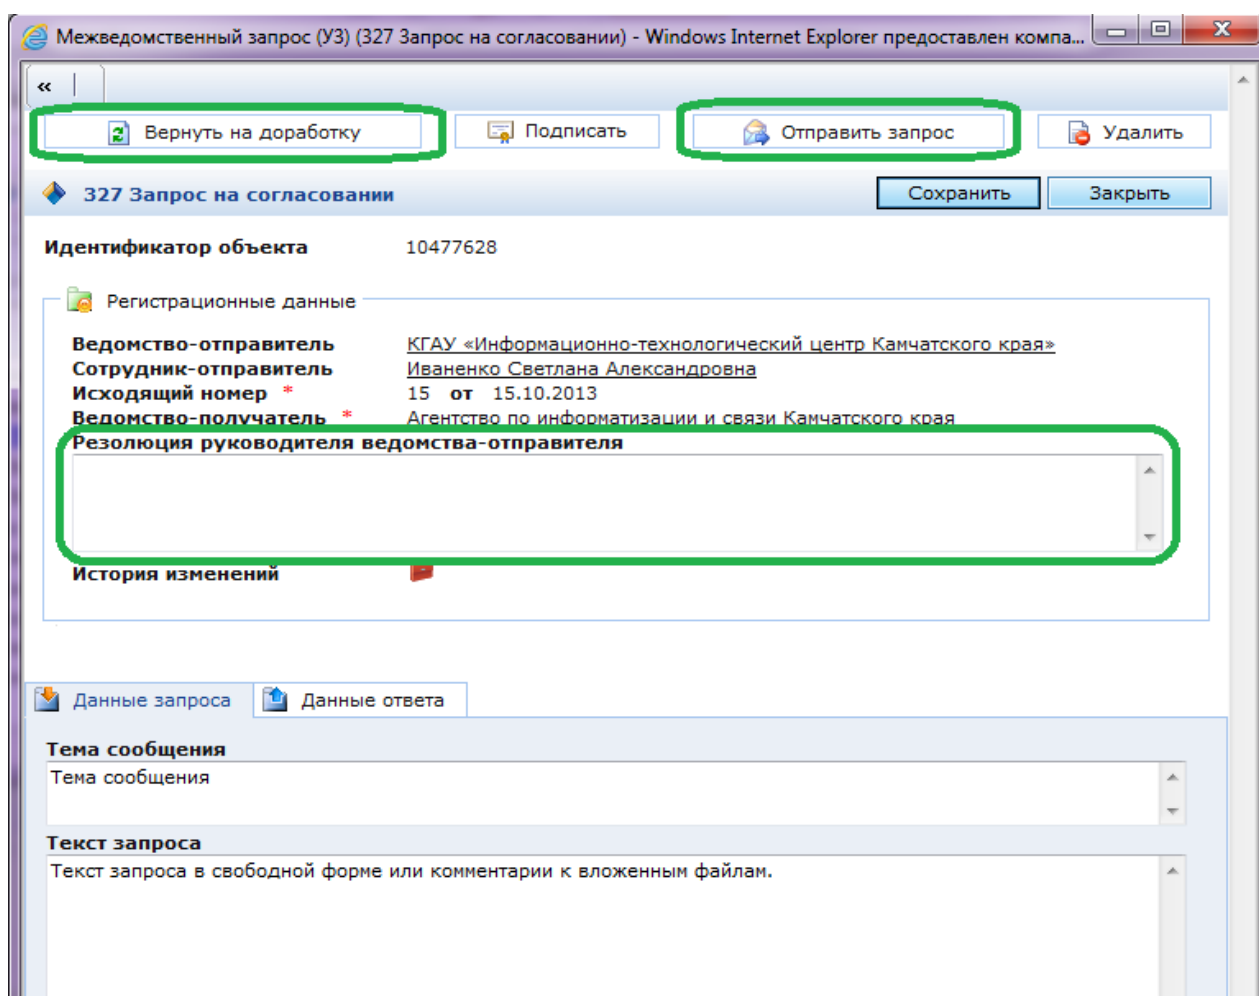 Межведомственный запрос (УЗ) (327 Запрос на согласовании) - Windows Internet Explorer предоставлен компа...
«
Вернуть на доработку Подписать Отправить запрос Удалить
327 Запрос на согласовании Сохранить Закрыть
Идентификатор объекта 10477628
Регистрационные данные
Ведомство-отправитель КГАУ «Информационно-технологический центр Камчатского края»
Сотрудник-отправитель Иваненко Светлана Александровна
Исходящий номер * 15 от 15.10.2013
Ведомство-получатель * Агентство по информатизации и связи Камчатского края
Резолюция руководителя ведомства-отправителя
История изменений
Данные запроса Данные ответа
Тема сообщения
Тема сообщения
Текст запроса
Текст запроса в свободной форме или комментарии к вложенным файлам.